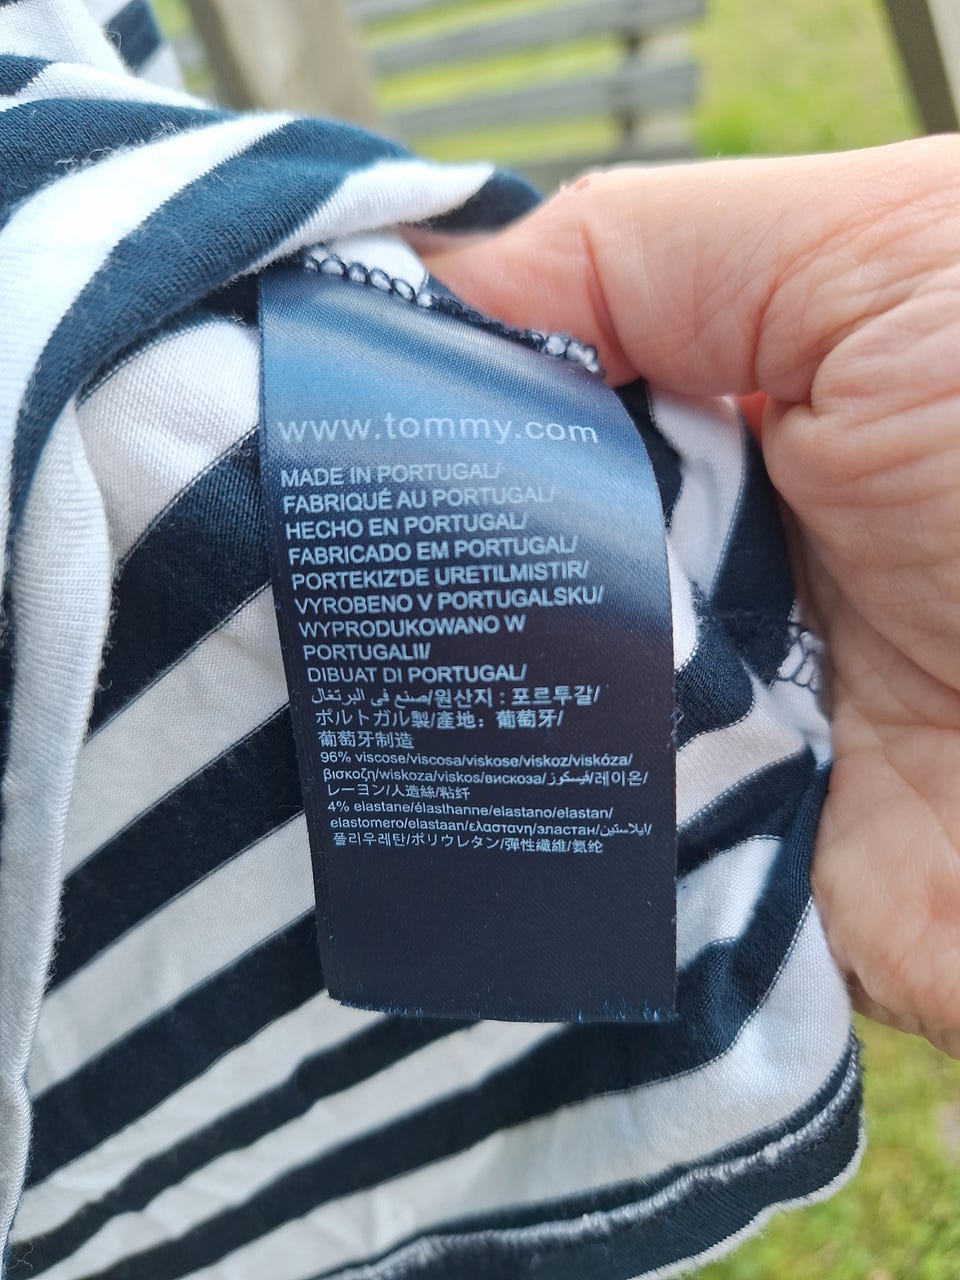 www.tommy.com
MADE IN PORTUGAL/
FABRIQUÉ AU PORTUGAL/
HECHO EN PORTUGAL/
FABRICADO EM PORTUGAL/
PORTEKIZ'DE URETILMISTIR/
VYROBENO V PORTUGALSKU/
WYPRODUKOWANO W
PORTUGALII/
DIBUAT DI PORTUGAL/
صنع في البرتغال/원산지 : 포르투갈/
ポルトガル製/產地：葡萄牙/
葡萄牙制造
96% viscose/viscosa/viskose/viskoz/viskóza/
βισκοζη/wiskoza/viskos/вискоза/فيسكوز/레이온/
レーヨン/人造絲/粘纤
4% elastane/élasthanne/elastano/elastan/
elastomero/elastaan/ελαστανη/эластан/ايلاستين/
폴리우레탄/ポリウレタン/彈性纖維/氨纶